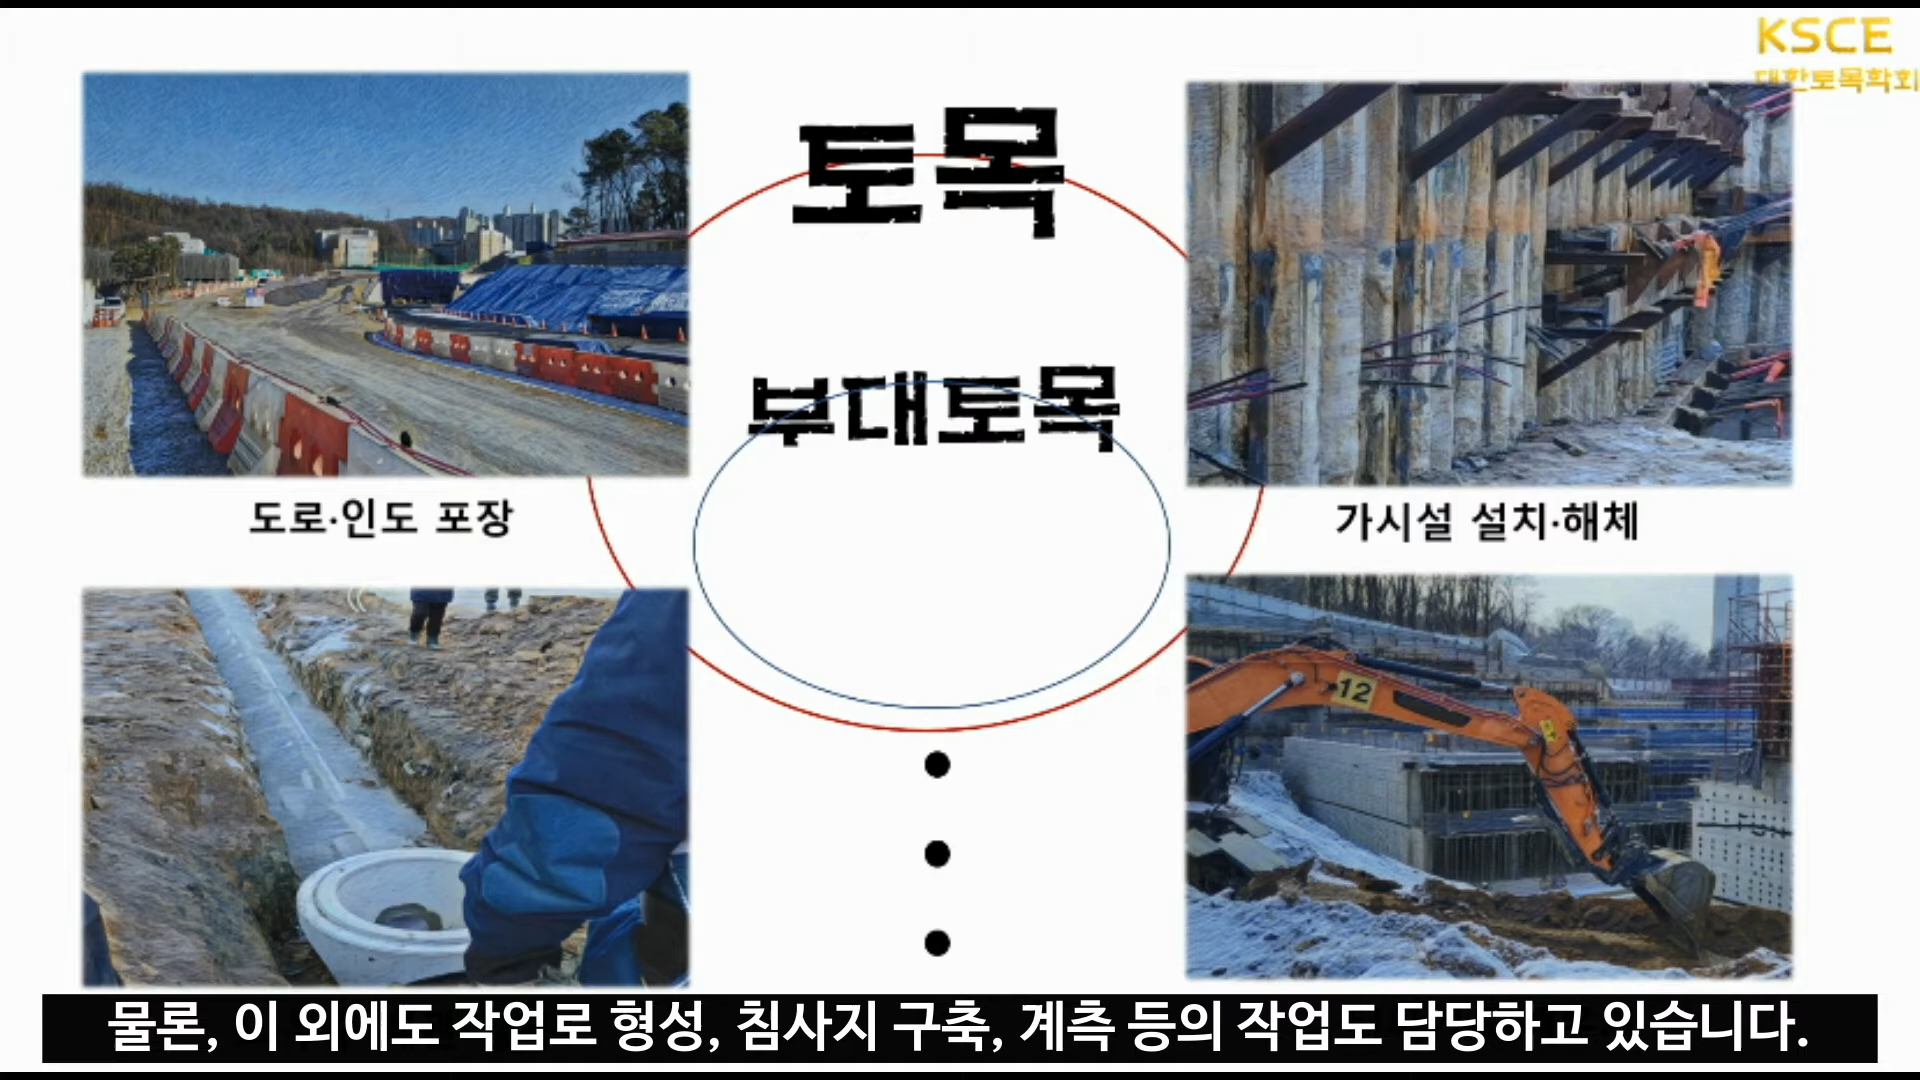 KSCE
대한토목학회
토목
부대토목
도로·인도 포장
가시설 설치·해체
12
물론, 이 외에도 작업로 형성, 침사지 구축, 계측 등의 작업도 담당하고 있습니다.